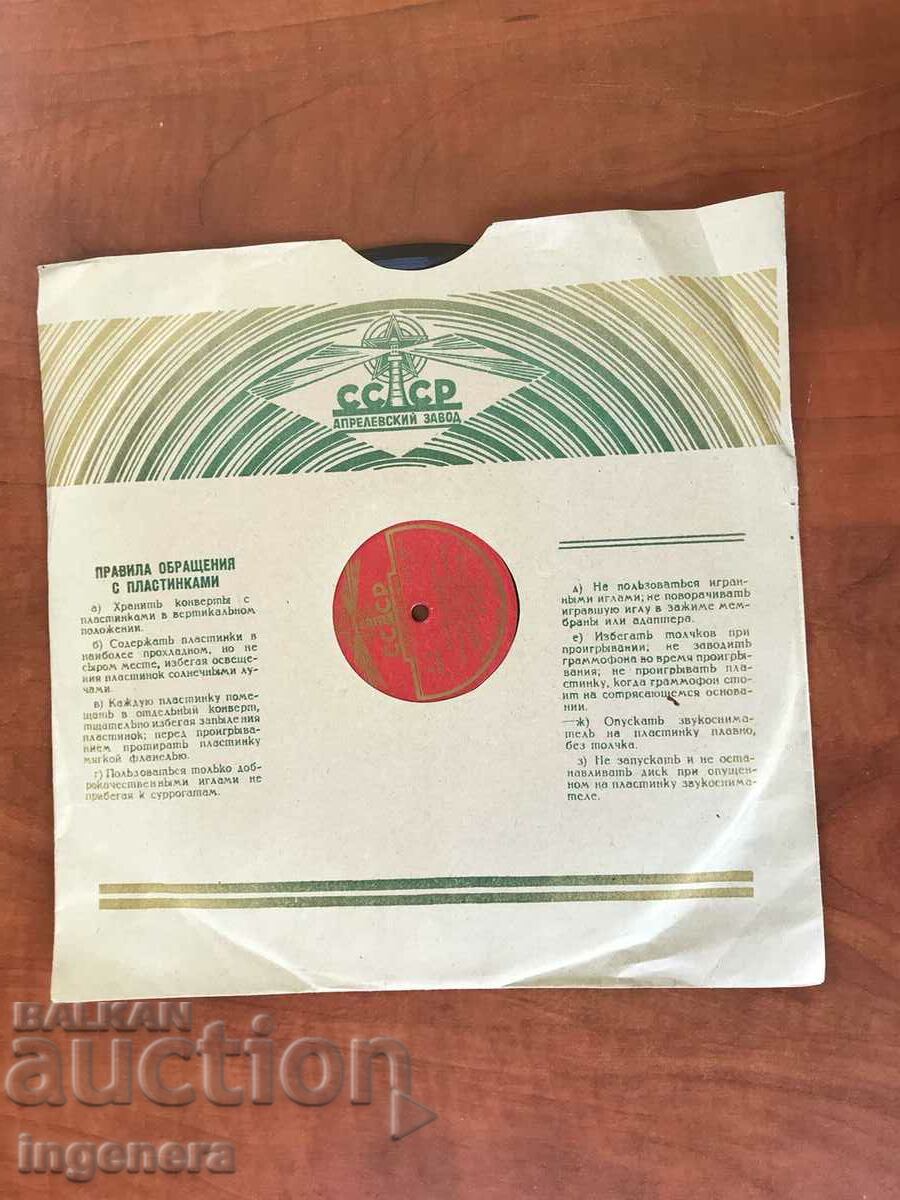 СССР
АПРЕЛЕВСКИЙ ЗАВОД
ПРАВИЛА ОБРАЩЕНИЯ
С ПЛАСТИНКАМИ
а) Хранить конверты с
пластинками в вертикальном
положении.
б) Содержать пластинки в
наиболее прохладном, но не
сыром месте, избегая освеще-
ния пластинок солнечными лу-
чами.
в) Каждую пластинку поме-
щать в отдельный конверт,
тщательно избегая запыления
пластинок; перед проигрыва-
нием протирать пластинку
мягкой фланелью.
г) Пользоваться только доб-
рокачественными иглами не
прибегая к суррогатам.
д) Не пользоваться игран-
ными иглами; не поворачивать
игравшую иглу в зажиме мем-
браны или адаптера.
е) Избегать толчков при
проигрывании; не заводить
граммофона во время проигры-
вания; не проигрывать пла-
стинку, когда граммофон сто-
ит на сотрясающемся основа-
нии.
ж) Опускать звукоснима-
тель на пластинку плавно,
без толчка.
з) Не запускать и не оста-
навливать диск при опущен-
ном на пластинку звукоснима-
теле.
СССР
BALKAN
auction
ingenera